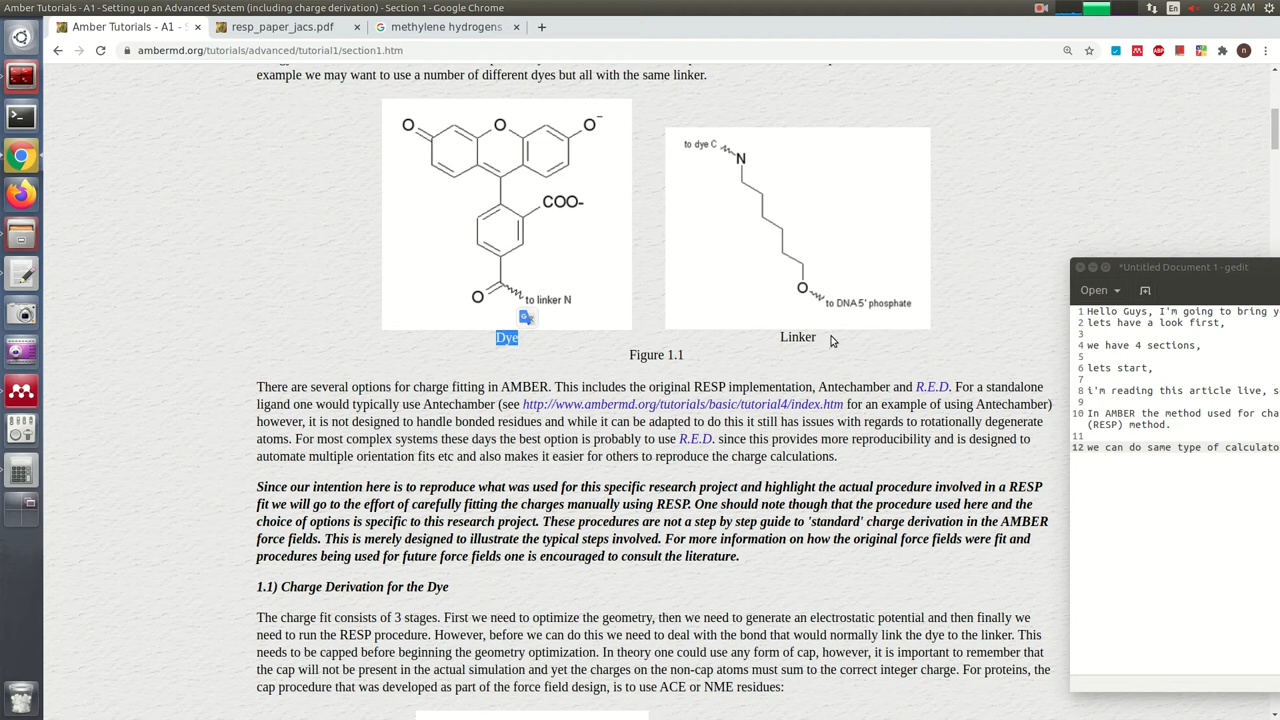 Amber Tutorials - A1 - Setting up an Advanced System (including charge derivation) - Section 1 - Google Chrome
En
9:28 AM
Amber Tutorials - A1 - S
resp_paper_jacs.pdf
methylene hydrogens
ambermd.org/tutorials/advanced/tutorial1/section1.htm
example we may want to use a number of different dyes but all with the same linker.
O
O
O-
COO-
O
to linker N
Dye
to dye C
N
O
to DNA 5' phosphate
Linker
Figure 1.1
There are several options for charge fitting in AMBER. This includes the original RESP implementation, Antechamber and R.E.D. For a standalone
ligand one would typically use Antechamber (see http://www.ambermd.org/tutorials/basic/tutorial4/index.htm for an example of using Antechamber)
however, it is not designed to handle bonded residues and while it can be adapted to do this it still has issues with regards to rotationally degenerate
atoms. For most complex systems these days the best option is probably to use R.E.D. since this provides more reproducibility and is designed to
automate multiple orientation fits etc and also makes it easier for others to reproduce the charge calculations.
Since our intention here is to reproduce what was used for this specific research project and highlight the actual procedure involved in a RESP
fit we will go to the effort of carefully fitting the charges manually using RESP. One should note though that the procedure used here and the
choice of options is specific to this research project. These procedures are not a step by step guide to 'standard' charge derivation in the AMBER
force fields. This is merely designed to illustrate the typical steps involved. For more information on how the original force fields were fit and
procedures being used for future force fields one is encouraged to consult the literature.
1.1) Charge Derivation for the Dye
The charge fit consists of 3 stages. First we need to optimize the geometry, then we need to generate an electrostatic potential and then finally we
need to run the RESP procedure. However, before we can do this we need to deal with the bond that would normally link the dye to the linker. This
needs to be capped before beginning the geometry optimization. In theory one could use any form of cap, however, it is important to remember that
the cap will not be present in the actual simulation and yet the charges on the non-cap atoms must sum to the correct integer charge. For proteins, the
cap procedure that was developed as part of the force field design, is to use ACE or NME residues:
*Untitled Document 1 - gedit
Open
1 Hello Guys, I'm going to bring y
2 lets have a look first,
3
4 we have 4 sections,
5
6 lets start,
7
8 i'm reading this article live, s
9
10 In AMBER the method used for cha
(RESP) method.
11
12 we can do same type of calculato